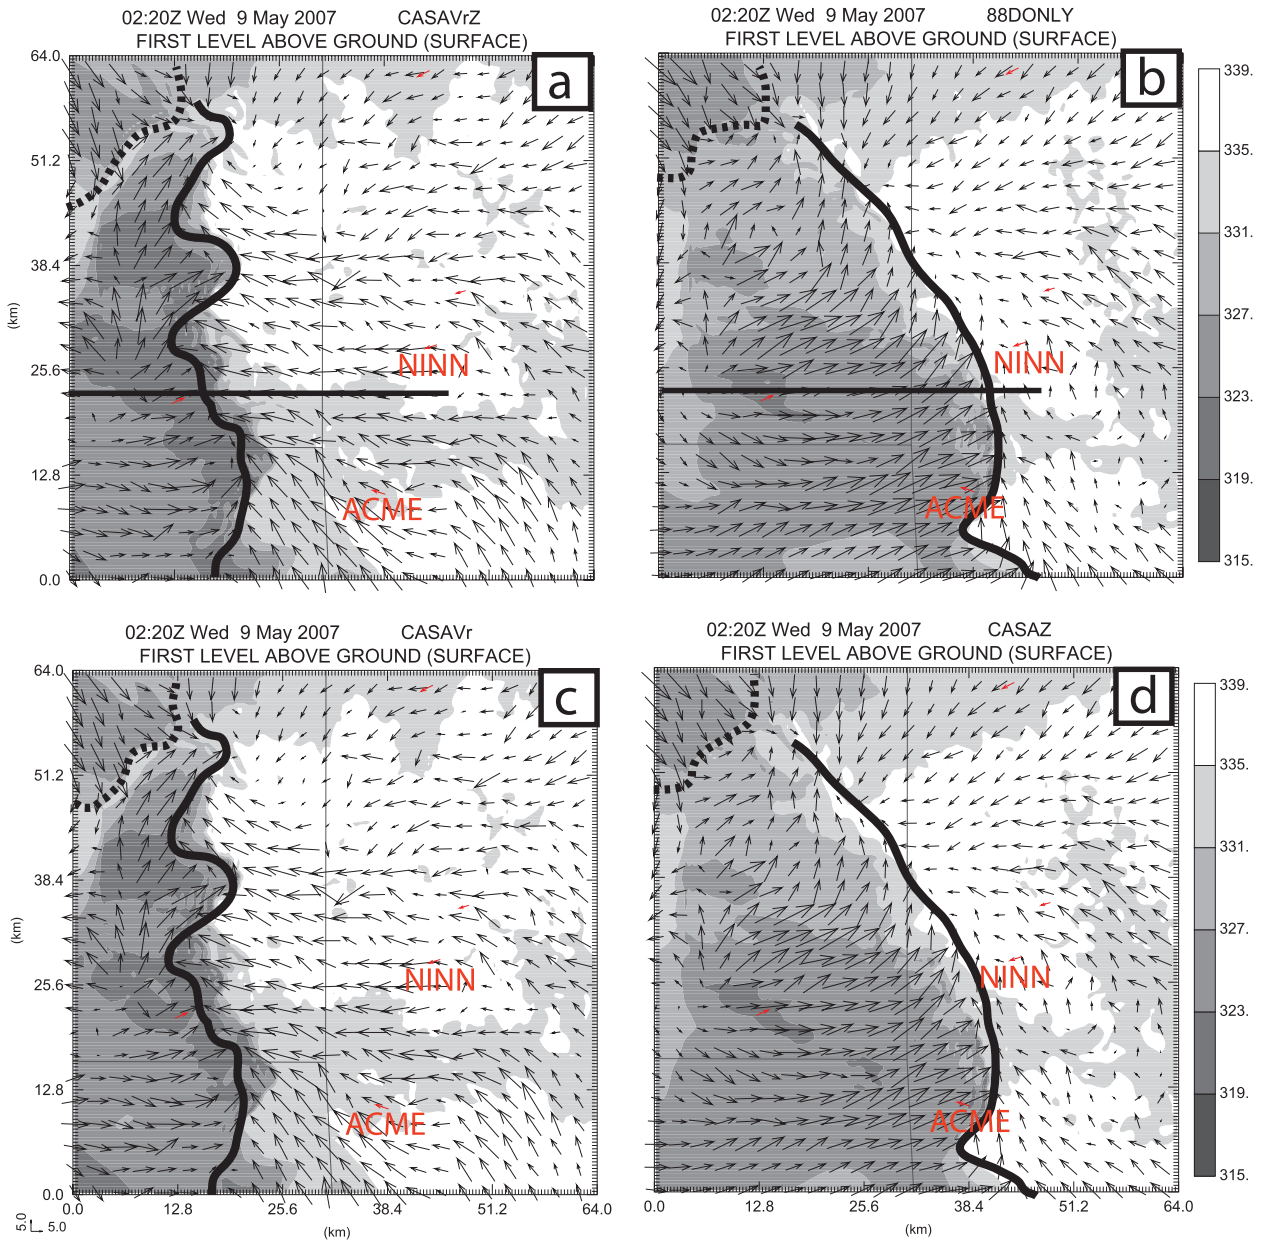 02:20Z Wed 9 May 2007 CASAVrZ
FIRST LEVEL ABOVE GROUND (SURFACE)
a
64.0
51.2
38.4
25.6
12.8
0.0
(km)
NINN
ACME
02:20Z Wed 9 May 2007 88DONLY
FIRST LEVEL ABOVE GROUND (SURFACE)
b
NINN
ACME
339.
335.
331.
327.
323.
319.
315.
02:20Z Wed 9 May 2007 CASAVr
FIRST LEVEL ABOVE GROUND (SURFACE)
c
64.0
51.2
38.4
25.6
12.8
0.0
(km)
NINN
ACME
0.0 12.8 25.6 38.4 51.2 64.0
(km)
5.0
5.0
02:20Z Wed 9 May 2007 CASAZ
FIRST LEVEL ABOVE GROUND (SURFACE)
d
NINN
ACME
0.0 12.8 25.6 38.4 51.2 64.0
(km)
339.
335.
331.
327.
323.
319.
315.